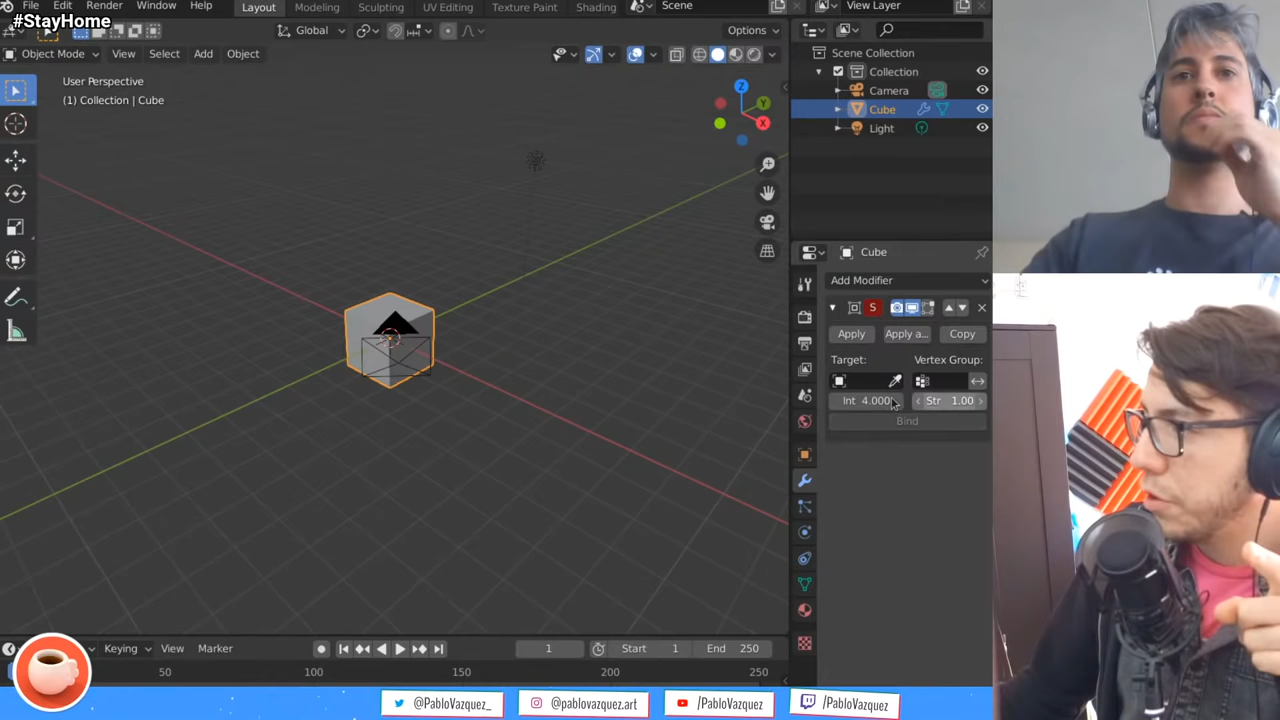 File Edit Render Window Help Layout Modeling Sculpting UV Editing Texture Paint Shading Scene View Layer
#StayHome
Global Options
Object Mode View Select Add Object
User Perspective
(1) Collection | Cube
Z
Y
X
Scene Collection
Collection
Camera
Cube
Light
Cube
Add Modifier
S
Apply Apply a... Copy
Target: Vertex Group:
Int 4.000 Str 1.00
Bind
Keying View Marker 1 Start 1 End 250
50 100 150 200 250
@PabloVazquez_ @pablovazquez.art /PabloVazquez /PabloVazquez